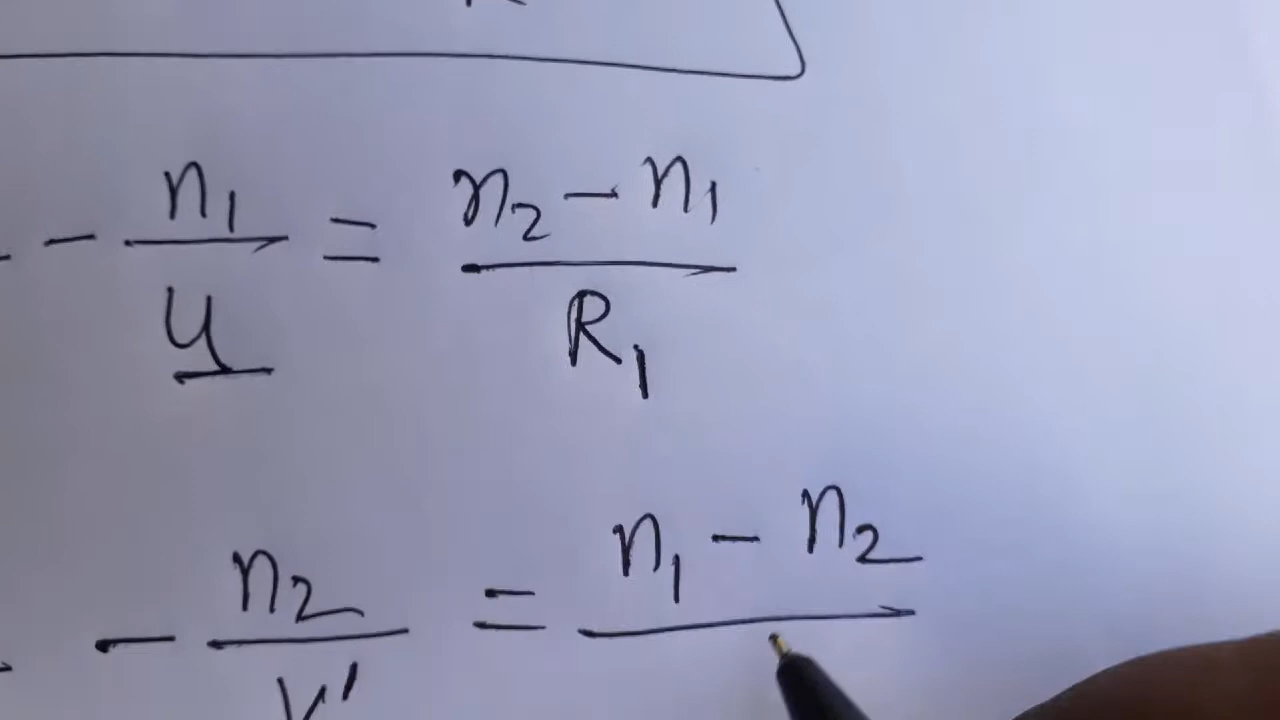 - n1/u = n2 - n1/R1
- n2/v' = n1 - n2